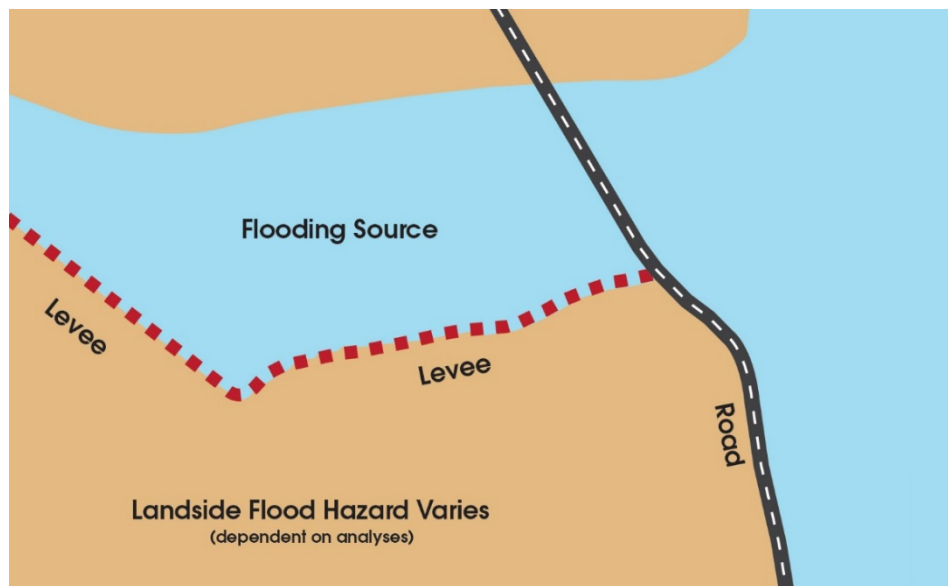 Flooding Source
Levee
Levee
Road
Landside Flood Hazard Varies
(dependent on analyses)